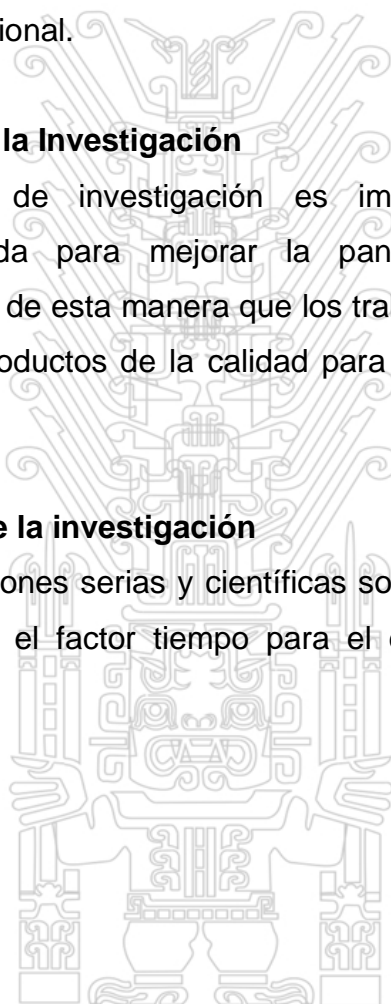 ional.
la Investigación
de investigación es im
da para mejorar la pan
de esta manera que los tra
oductos de la calidad para
e la investigación
ones serias y científicas so
el factor tiempo para el